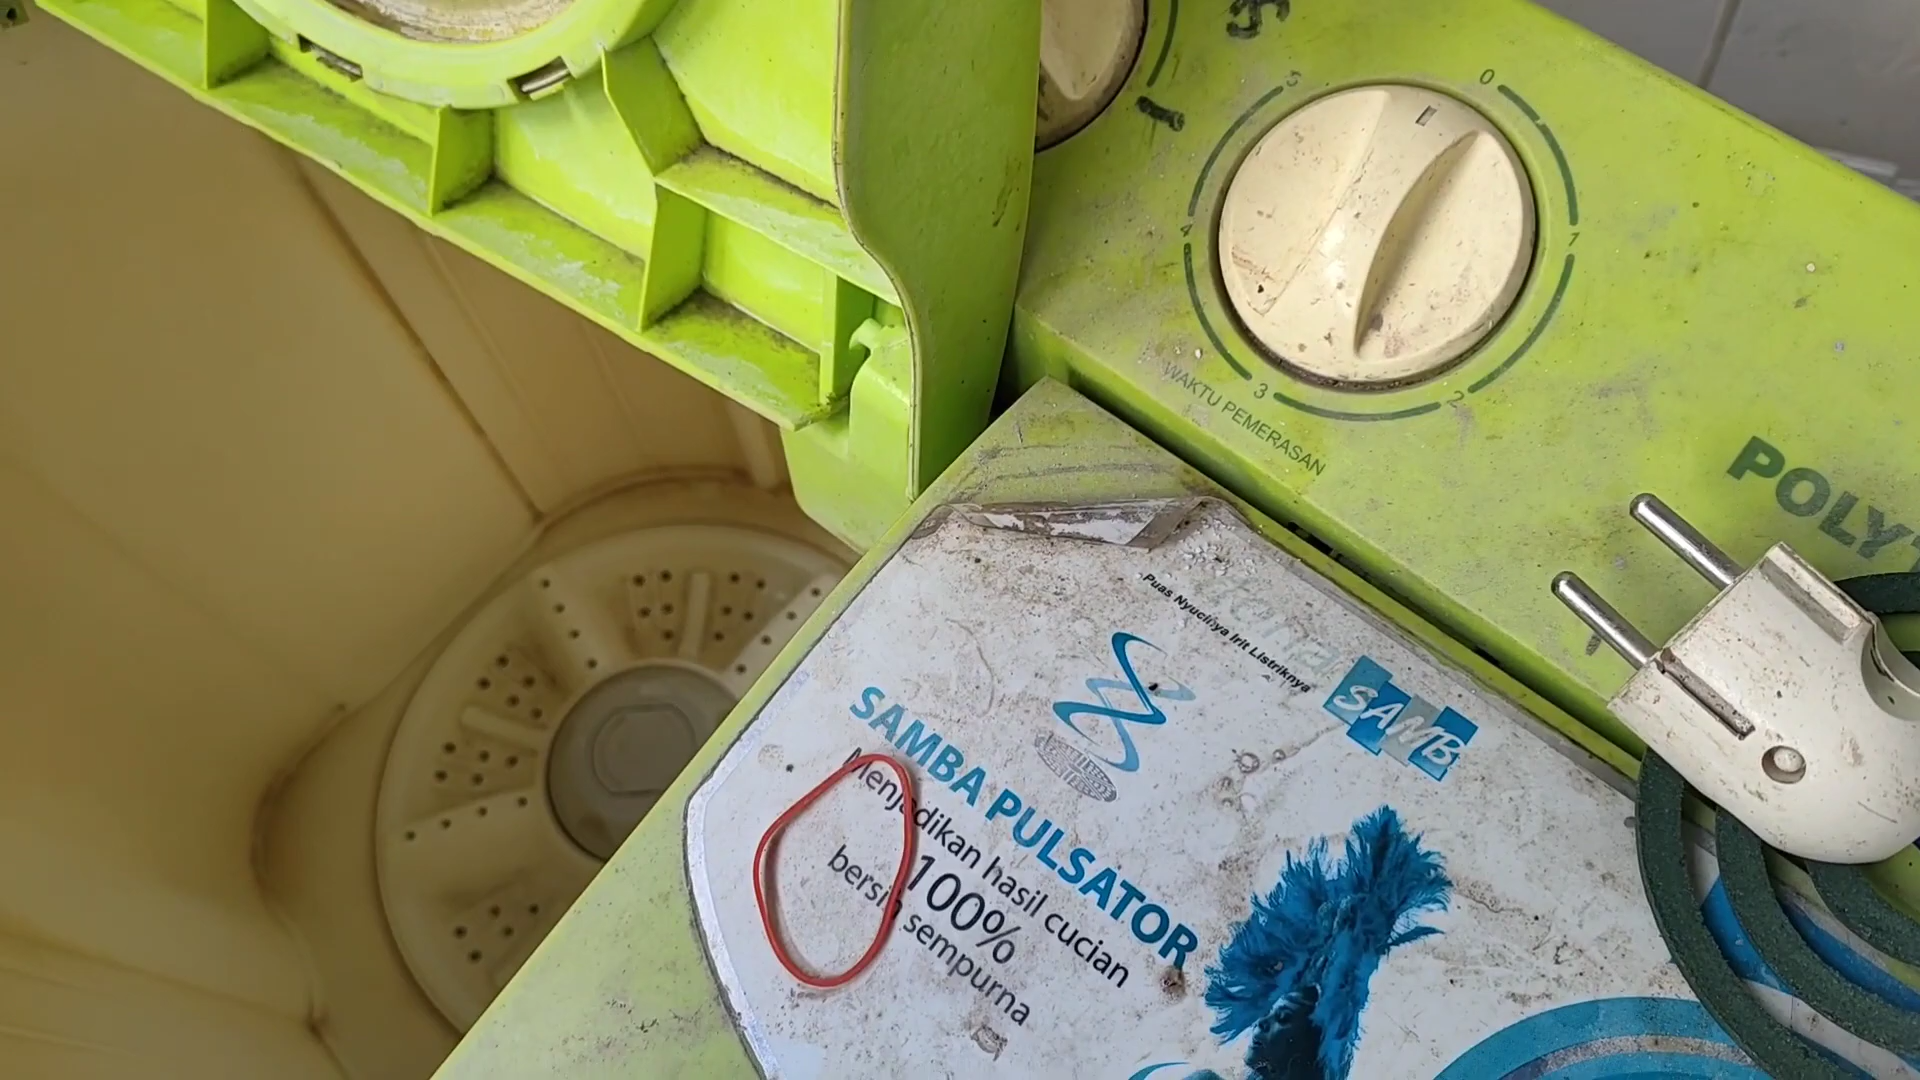 5
0
4
1
3
2
WAKTU PEMERASAN
POLYT
Puas Nyucinya Irit Listriknya
SAMB
SAMBA PULSATOR
Menjadikan hasil cucian
100%
bersih sempurna